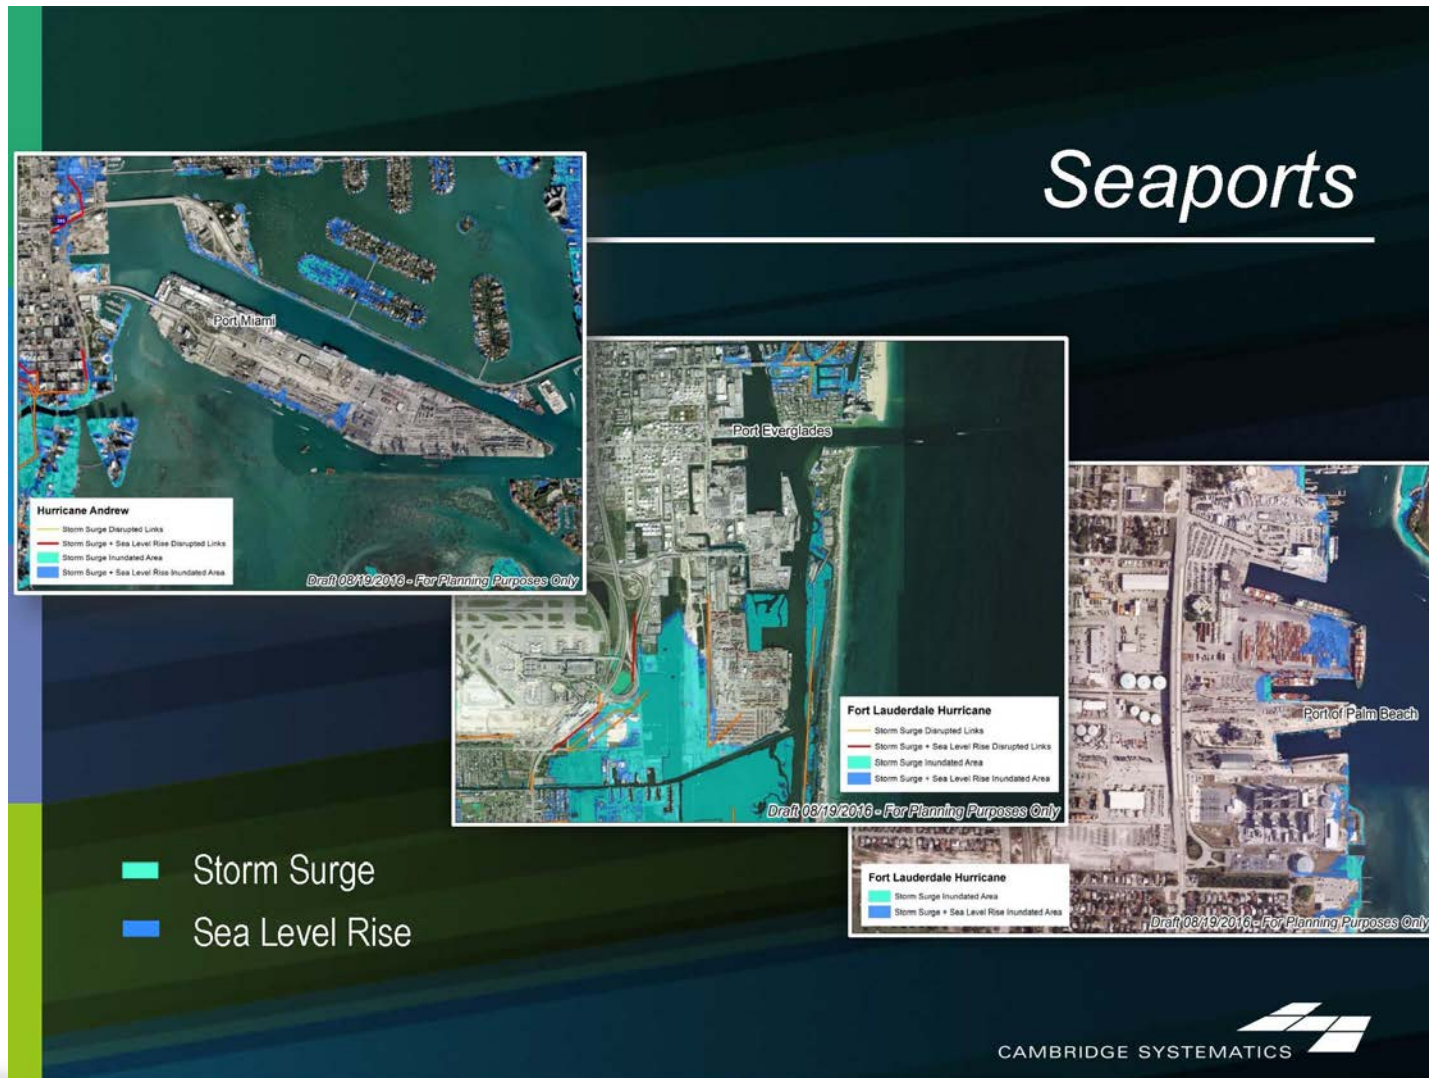 Seaports
Port Miami
Hurricane Andrew
Storm Surge Disrupted Links
Storm Surge + Sea Level Rise Disrupted Links
Storm Surge Inundated Area
Storm Surge + Sea Level Rise Inundated Area
Draft 08/19/2016 - For Planning Purposes Only
Port Everglades
Fort Lauderdale Hurricane
Storm Surge Disrupted Links
Storm Surge + Sea Level Rise Disrupted Links
Storm Surge Inundated Area
Storm Surge + Sea Level Rise Inundated Area
Draft 08/19/2016 - For Planning Purposes Only
Port of Palm Beach
Fort Lauderdale Hurricane
Storm Surge Inundated Area
Storm Surge + Sea Level Rise Inundated Area
Draft 08/19/2016 - For Planning Purposes Only
Storm Surge
Sea Level Rise
CAMBRIDGE SYSTEMATICS